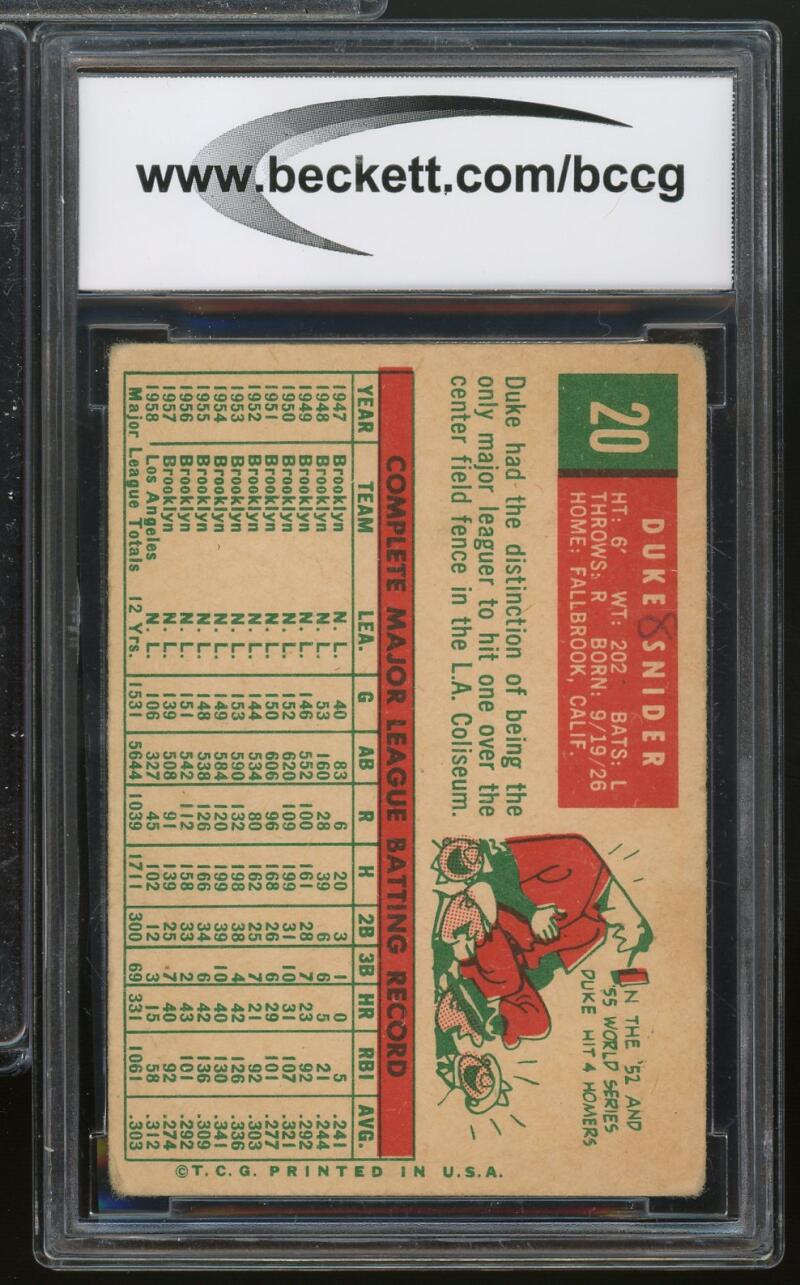 www.beckett.com/bccg
20
DUKE SNIDER
8
HT: 6' WT: 202 BATS: L
THROWS: R BORN: 9/19/26
HOME: FALLBROOK, CALIF.
Duke had the distinction of being the
only major leaguer to hit one over the
center field fence in the L.A. Coliseum.
IN THE '52 AND
'55 WORLD SERIES
DUKE HIT 4 HOMERS
COMPLETE MAJOR LEAGUE BATTING RECORD
YEAR TEAM LEA. G AB R H 2B 3B HR RBI AVG.
1947 Brooklyn N. L. 40 83 6 20 3 1 0 5 .241
1948 Brooklyn N. L. 53 160 28 39 6 6 5 21 .244
1949 Brooklyn N. L. 146 552 100 161 28 7 23 92 .292
1950 Brooklyn N. L. 152 620 109 199 31 10 31 107 .321
1951 Brooklyn N. L. 150 606 96 168 26 6 29 101 .277
1952 Brooklyn N. L. 144 534 80 162 25 7 21 92 .303
1953 Brooklyn N. L. 153 590 132 198 38 4 42 126 .336
1954 Brooklyn N. L. 149 584 120 199 39 10 40 130 .341
1955 Brooklyn N. L. 148 538 126 166 34 6 42 136 .309
1956 Brooklyn N. L. 151 542 112 158 33 2 43 101 .292
1957 Brooklyn N. L. 139 508 91 139 25 7 40 92 .274
1958 Los Angeles N. L. 106 327 45 102 12 3 15 58 .312
Major League Totals 12 Yrs. 1531 5644 1039 1711 300 69 331 1061 .303
©T.C.G. PRINTED IN U.S.A.